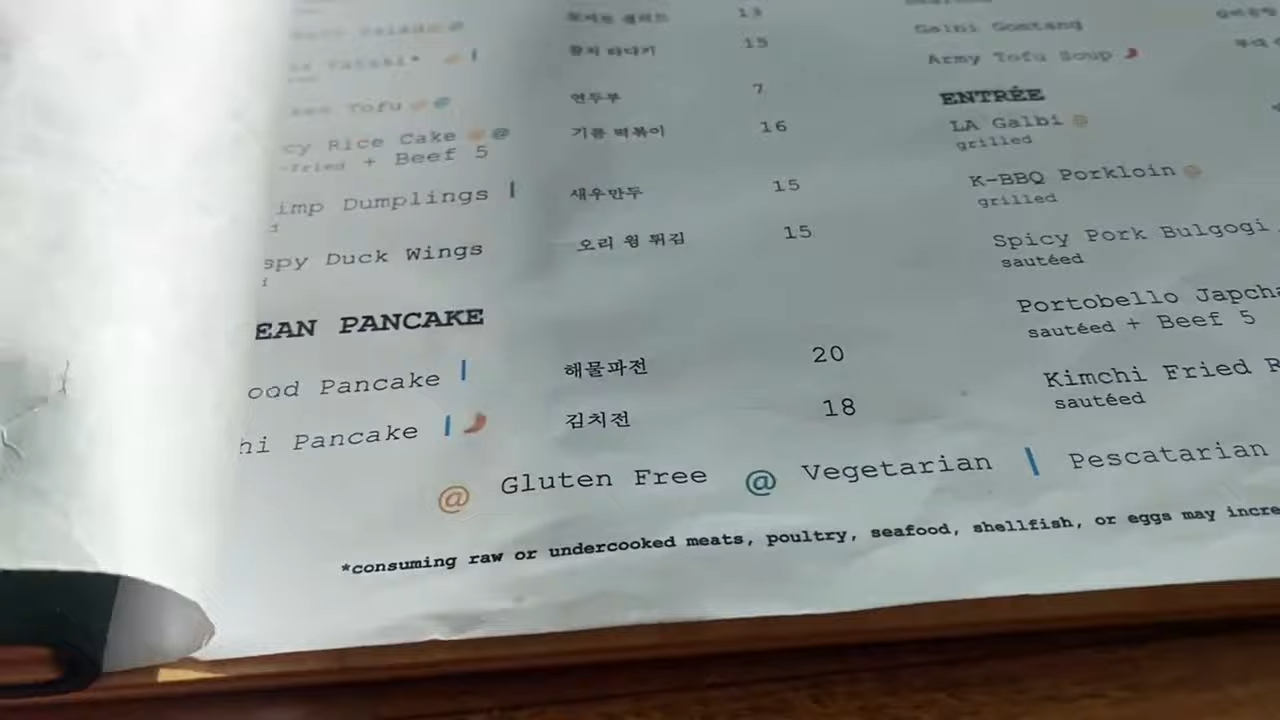 13
15
Tofu @ @ 연두부 7
cy Rice Cake @ @ 기름 떡볶이 16
-fried + Beef 5
imp Dumplings | 새우만두 15
spy Duck Wings 오리 윙 튀김 15
EAN PANCAKE
ood Pancake | 해물파전 20
hi Pancake | 김치전 18
Galbi Gomtang
Army Tofu Soup
ENTRÉE
LA Galbi @
grilled
K-BBQ Porkloin @
grilled
Spicy Pork Bulgogi
sautéed
Portobello Japcha
sautéed + Beef 5
Kimchi Fried R
sautéed
@ Gluten Free @ Vegetarian | Pescatarian
*consuming raw or undercooked meats, poultry, seafood, shellfish, or eggs may incre